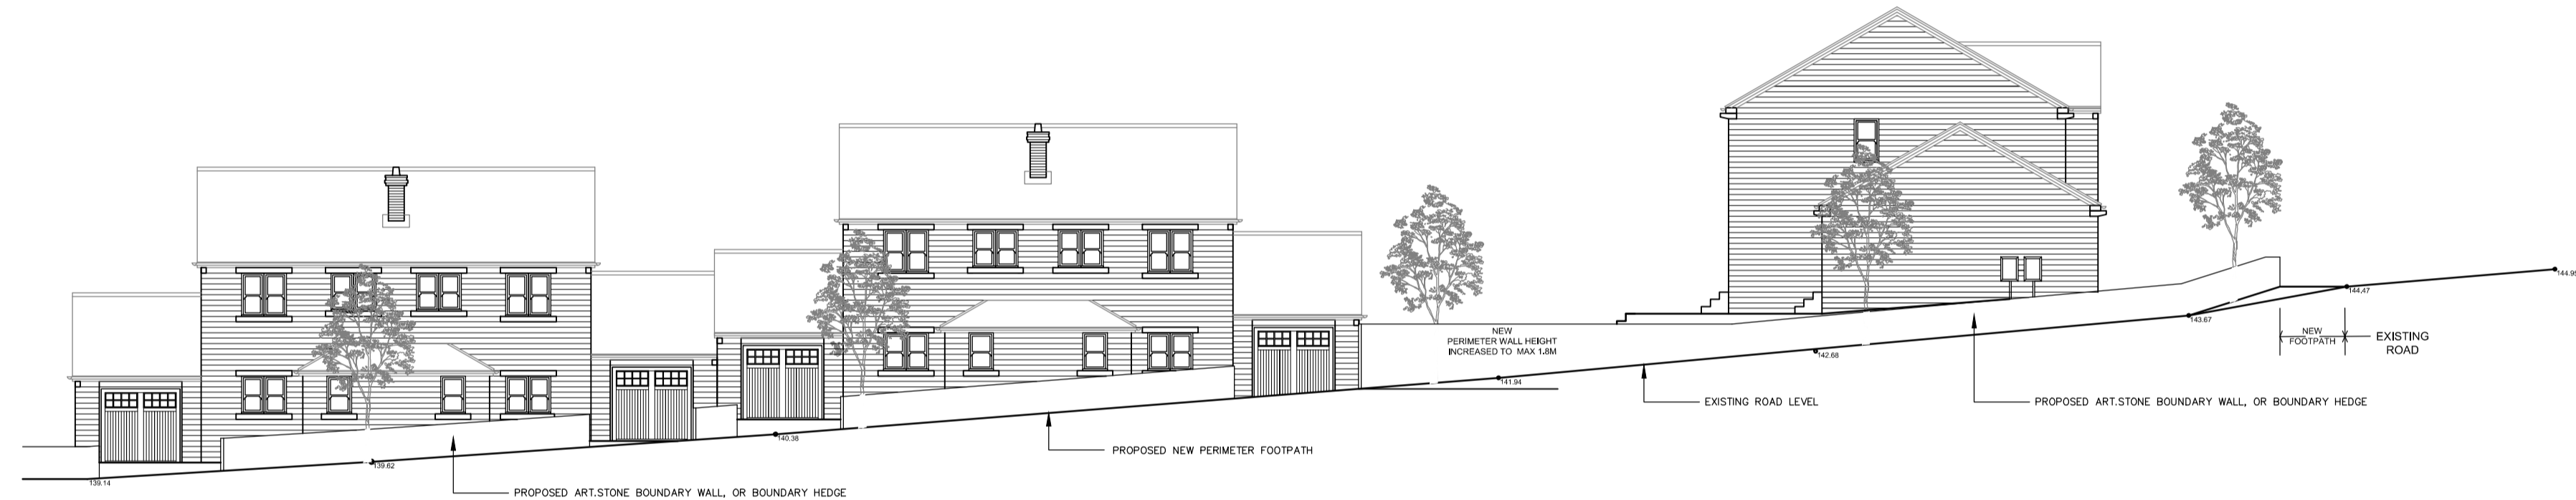 NEW
PERIMETER WALL HEIGHT
INCREASED TO MAX 1.8M
NEW
FOOTPATH
EXISTING
ROAD
EXISTING ROAD LEVEL
PROPOSED ART.STONE BOUNDARY WALL, OR BOUNDARY HEDGE
PROPOSED NEW PERIMETER FOOTPATH
PROPOSED ART.STONE BOUNDARY WALL, OR BOUNDARY HEDGE
139.14
139.62
140.38
141.94
142.68
143.67
144.47
144.95